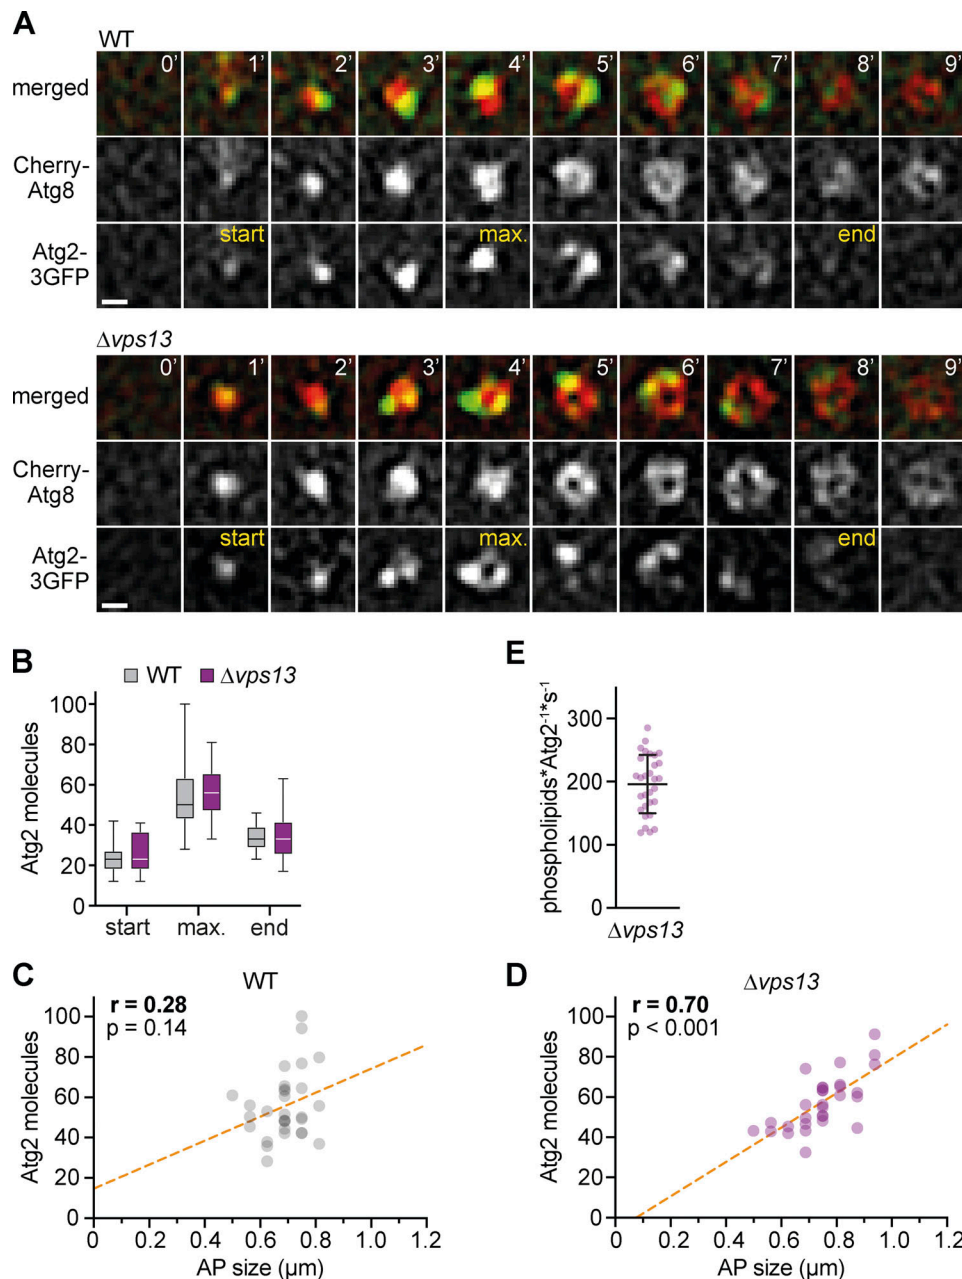 A
WT
0' 1' 2' 3' 4' 5' 6' 7' 8' 9'
merged
Cherry-
Atg8
start max. end
Atg2-
3GFP
Δvps13
0' 1' 2' 3' 4' 5' 6' 7' 8' 9'
merged
Cherry-
Atg8
start max. end
Atg2-
3GFP
B
WT Δvps13
Atg2 molecules
100
80
60
40
20
0
start max. end
E
phospholipids*Atg2⁻¹*s⁻¹
300
200
100
0
Δvps13
C
WT
r = 0.28
p = 0.14
Atg2 molecules
100
80
60
40
20
0
0 0.2 0.4 0.6 0.8 1.0 1.2
AP size (μm)
D
Δvps13
r = 0.70
p < 0.001
Atg2 molecules
100
80
60
40
20
0
0 0.2 0.4 0.6 0.8 1.0 1.2
AP size (μm)